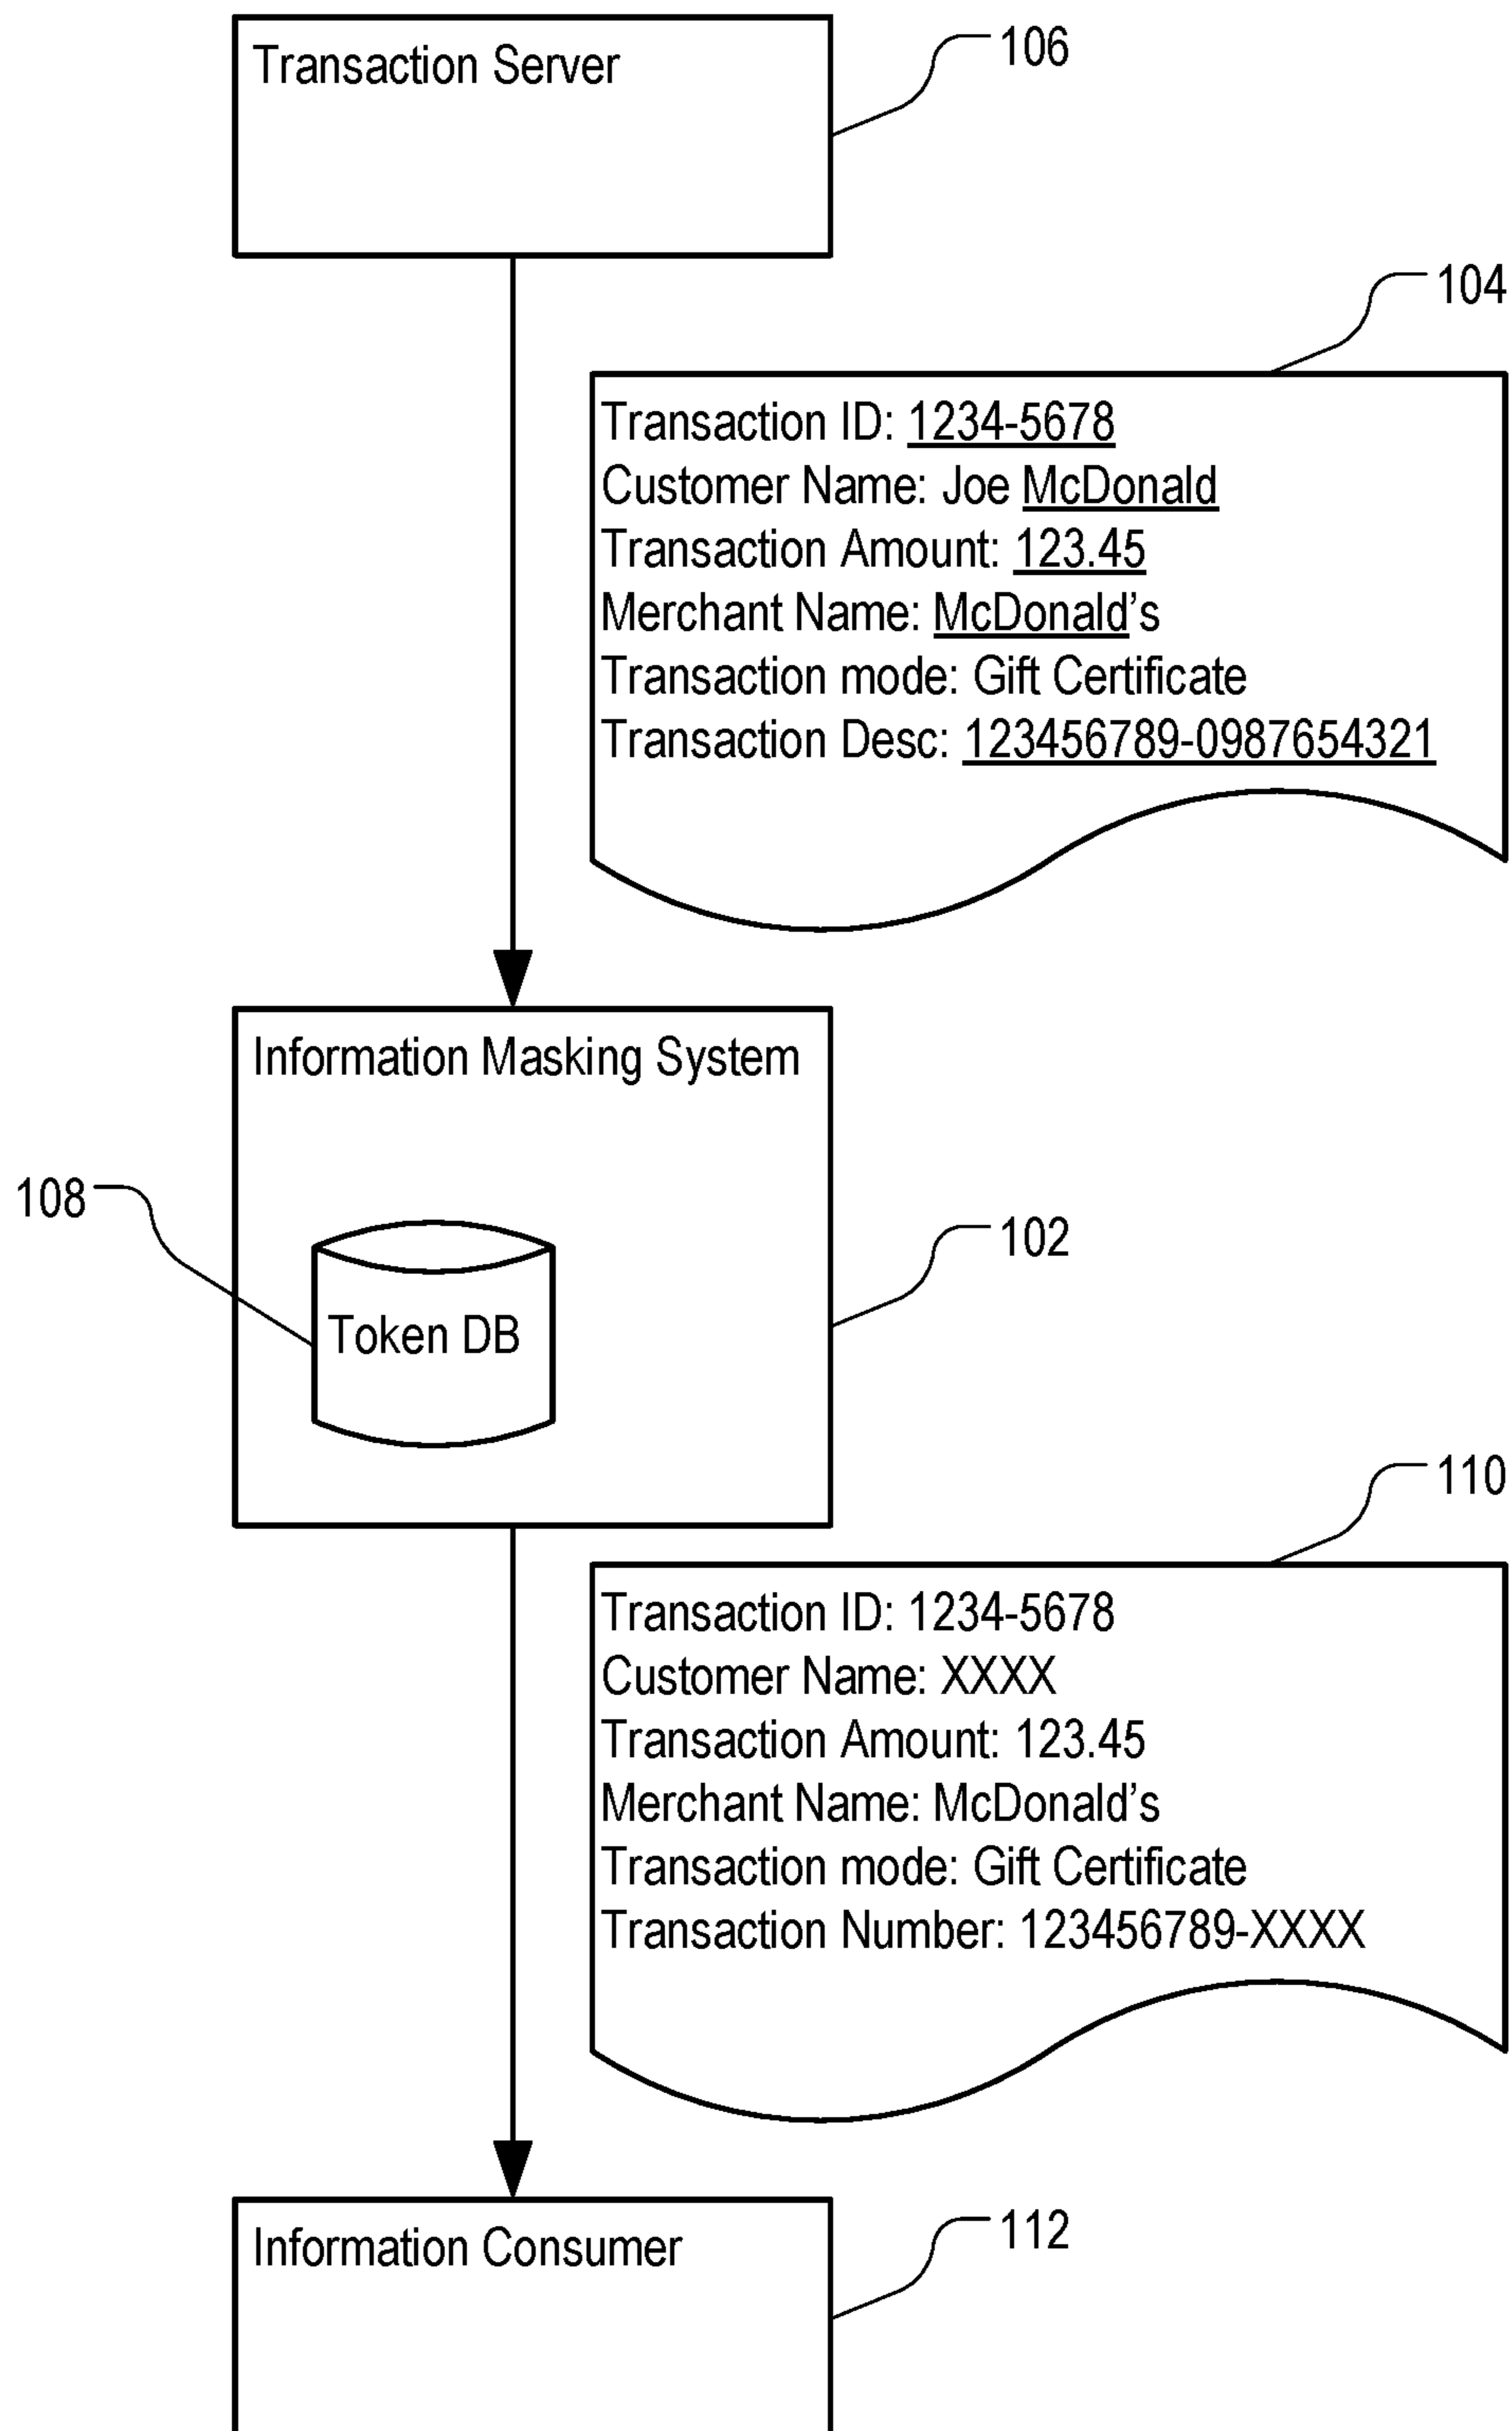 Transaction Server
106
104
Transaction ID: 1234-5678
Customer Name: Joe McDonald
Transaction Amount: 123.45
Merchant Name: McDonald’s
Transaction mode: Gift Certificate
Transaction Desc: 123456789-0987654321
Information Masking System
108
102
Token DB
110
Transaction ID: 1234-5678
Customer Name: XXXX
Transaction Amount: 123.45
Merchant Name: McDonald’s
Transaction mode: Gift Certificate
Transaction Number: 123456789-XXXX
Information Consumer
112